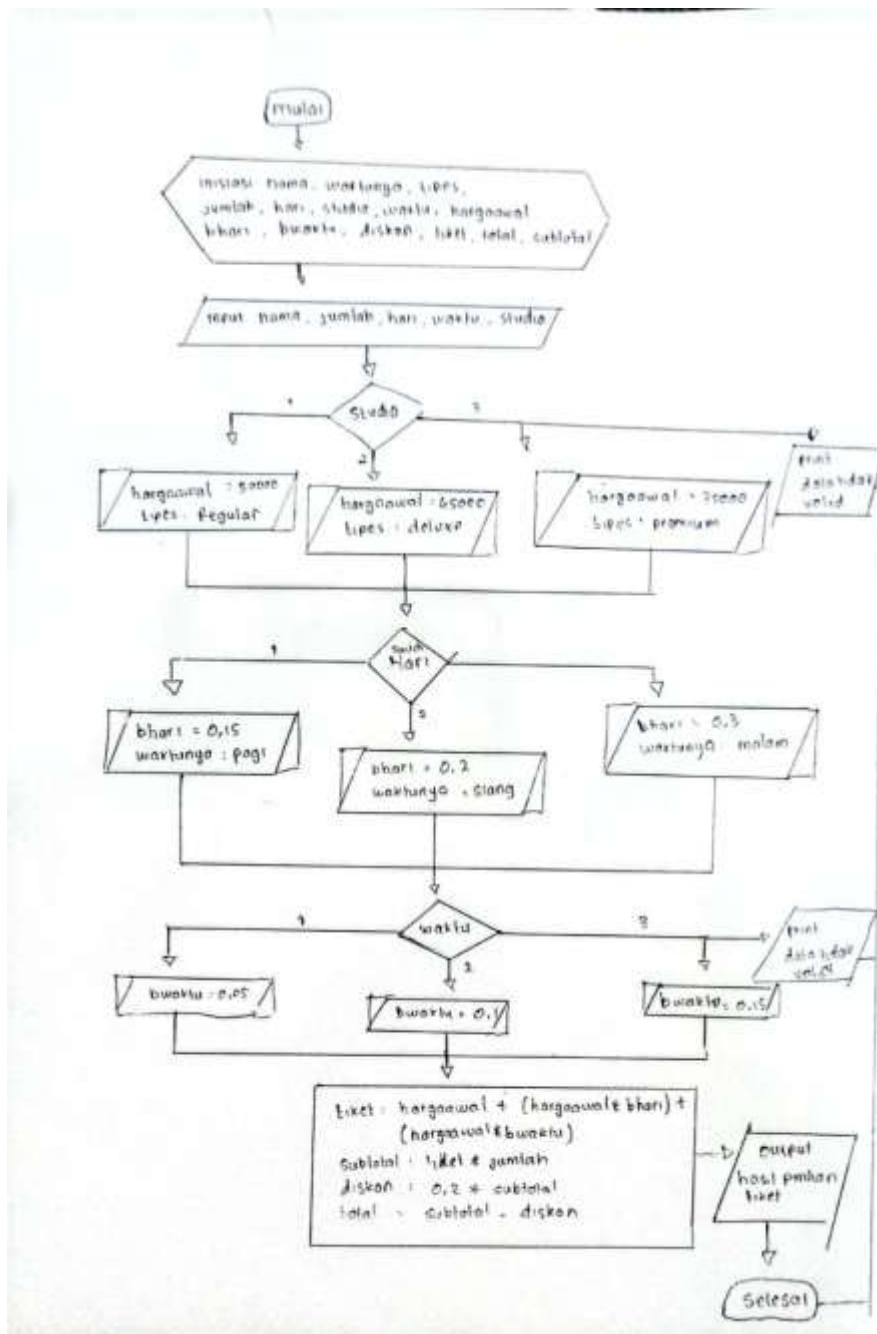 mulai
inisiasi nama, waktunya, tipes,
jumlah, hari, studio, waktu, hargaawal
bhari, bwaktu, diskon, tiket, total, subtotal
input nama, jumlah, hari, waktu, studio
studio
1
2
3
hargaawal = 50000
tipes = Regular
hargaawal = 65000
tipes = deluxe
hargaawal = 75000
tipes = premium
print
data tidak
valid
Hari
1
bhari = 0,15
waktunya = pagi
bhari = 0,2
waktunya = siang
bhari = 0,3
waktunya = malam
waktu
1
2
3
print
data tidak
valid
bwaktu = 0,05
bwaktu = 0,1
bwaktu = 0,15
tiket = hargaawal + (hargaawal * bhari) +
(hargaawal * bwaktu)
subtotal = tiket * jumlah
diskon = 0,2 * subtotal
total = subtotal - diskon
output
hasil pilihan
tiket
selesai